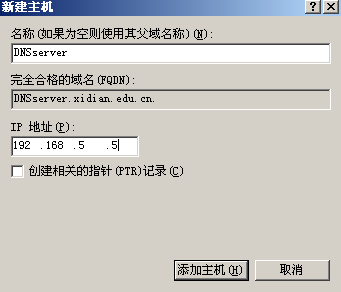 新建主机
名称(如果为空则使用其父域名称)(N):
DNSserver
完全合格的域名(FQDN):
DNSserver.xidian.edu.cn.
IP 地址(P):
192 .168 .5 .5
创建相关的指针(PTR)记录(C)
添加主机(H) 取消